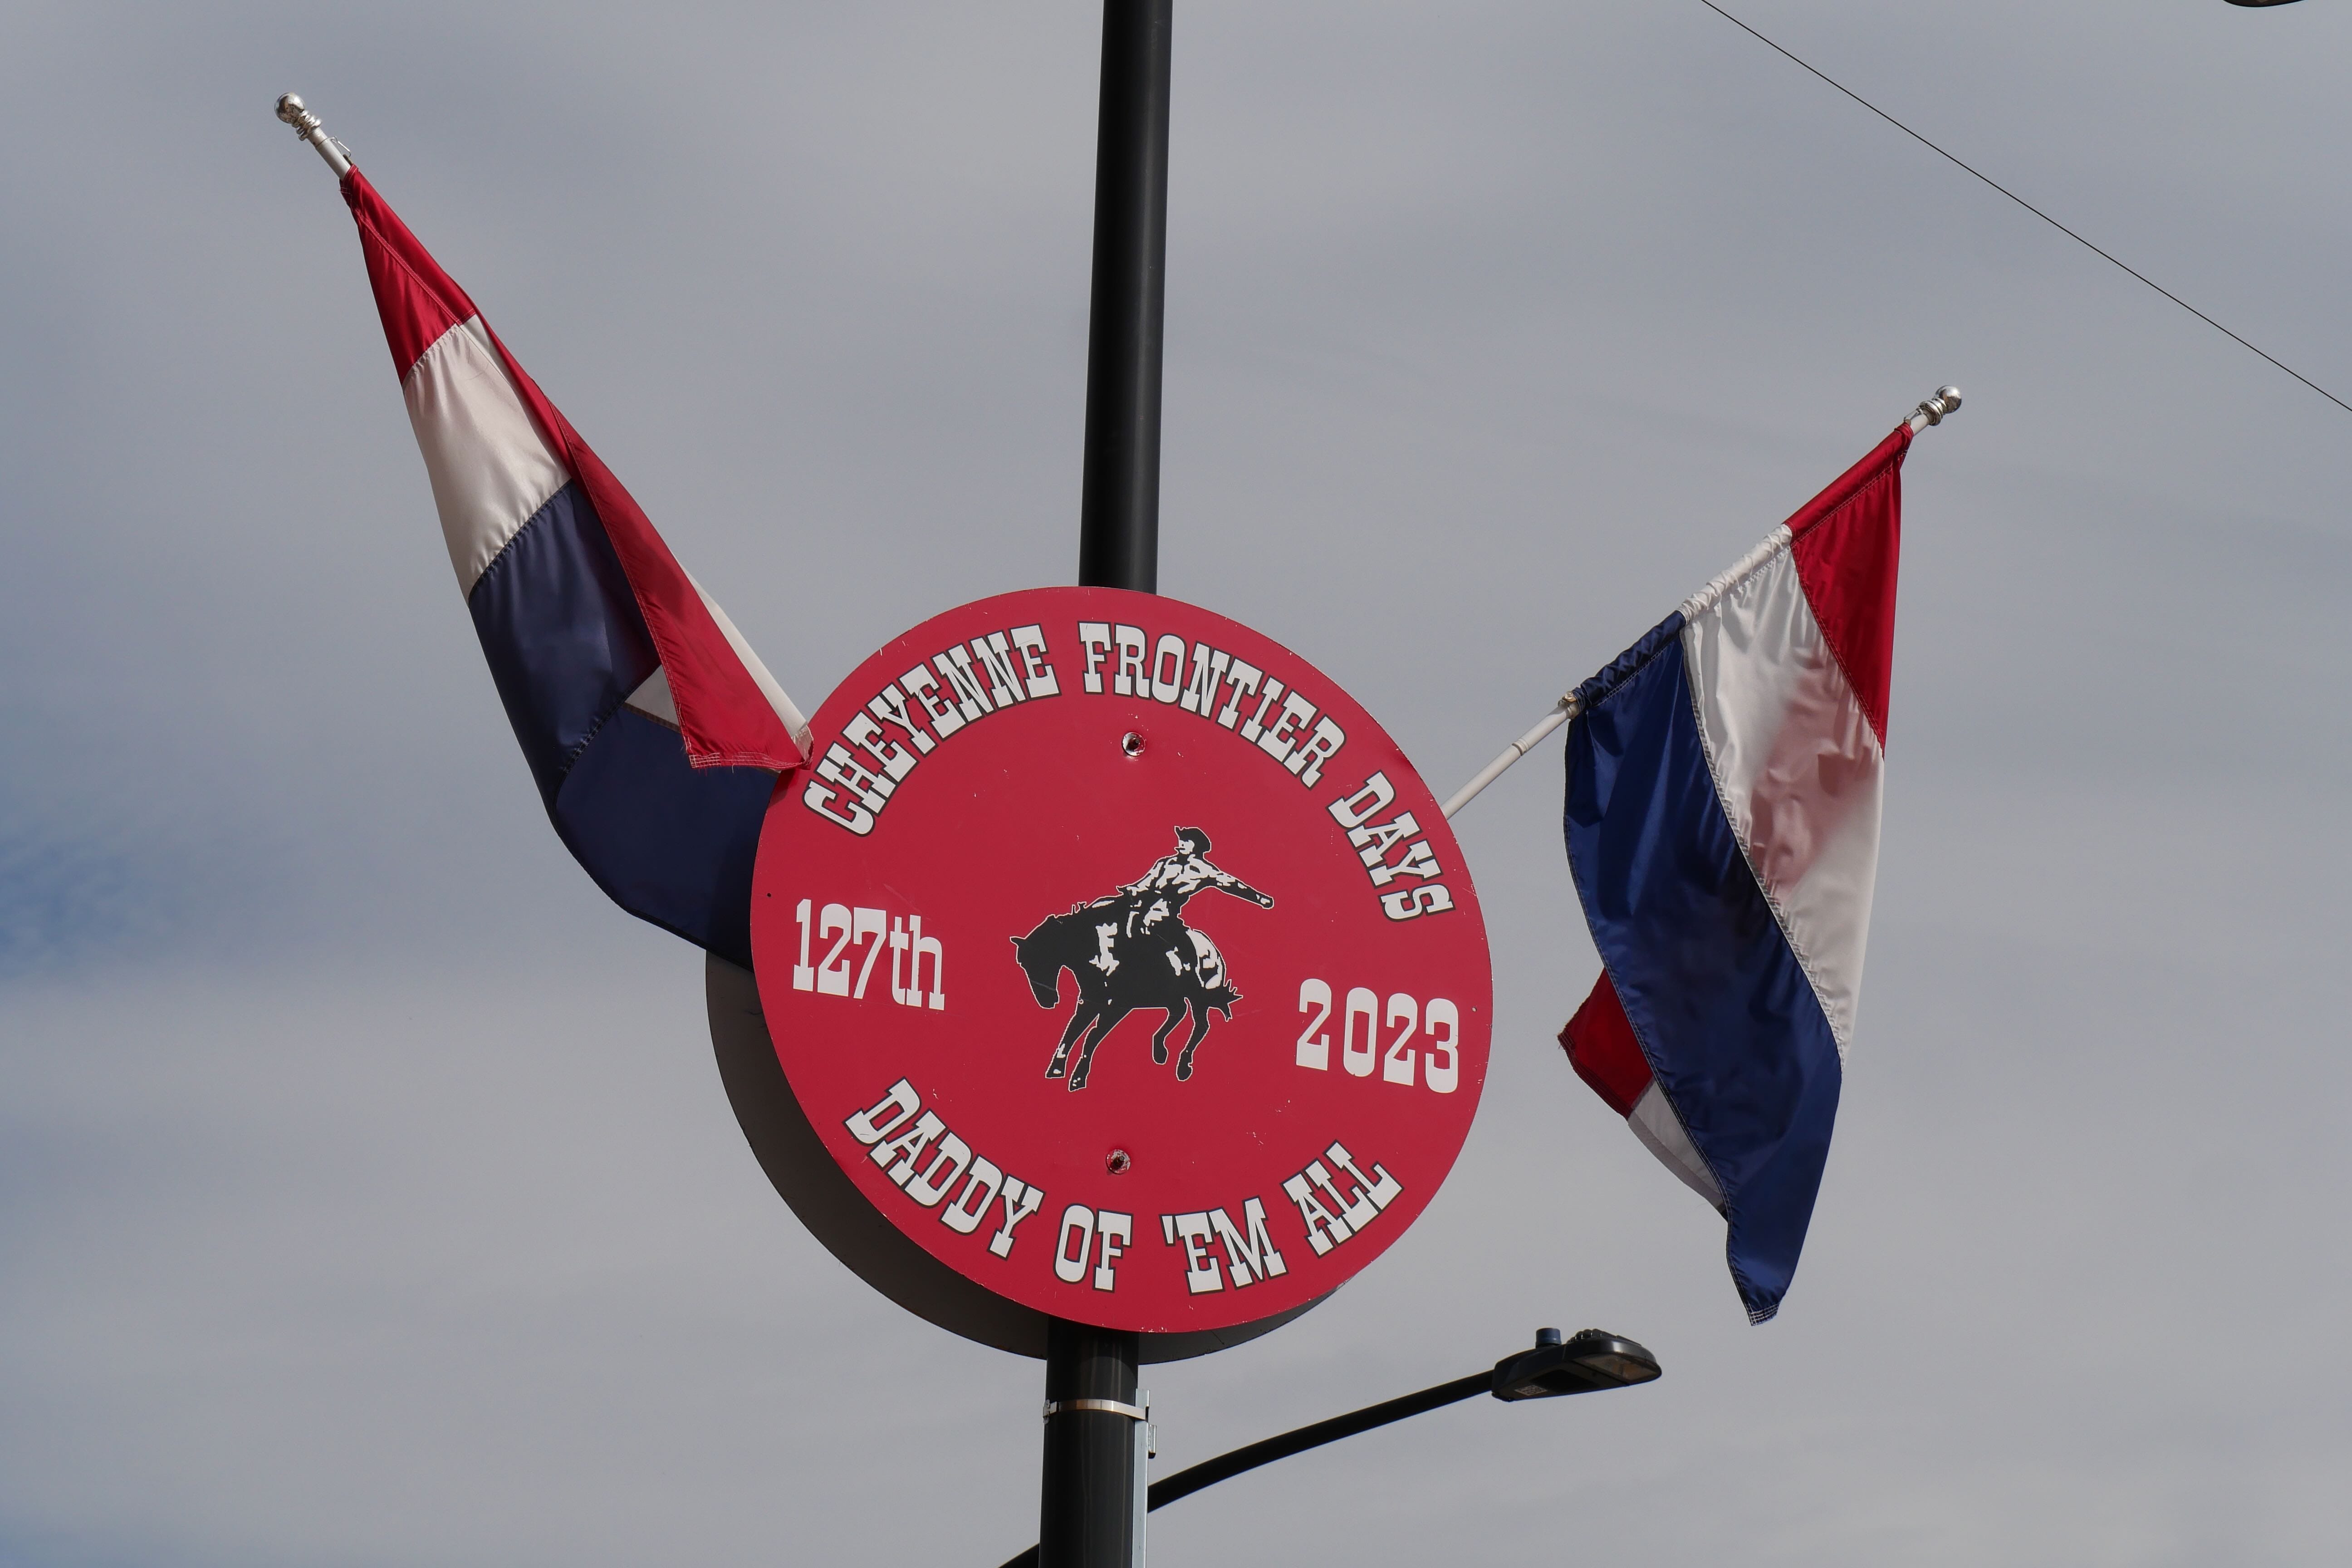 CHEYENNE FRONTIER DAYS
127th
2023
DADDY OF 'EM ALL